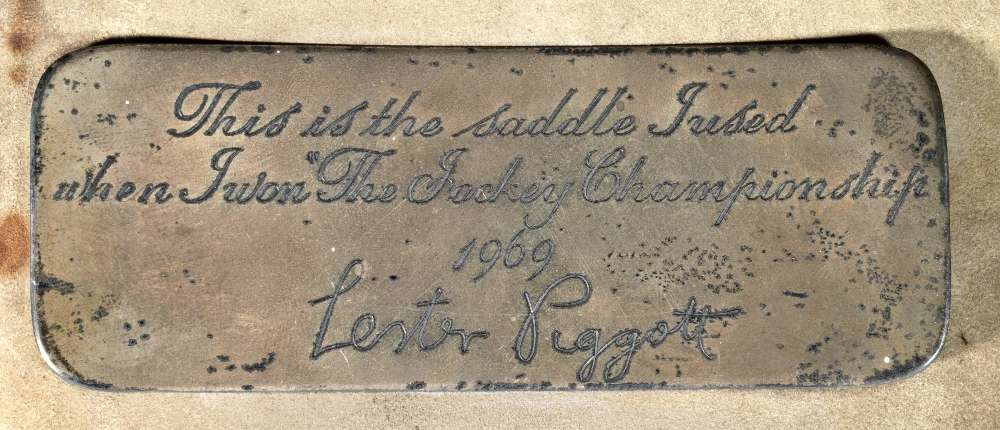 This is the saddle I used
when I won "The Jockey Championship
1969
Lester Piggott